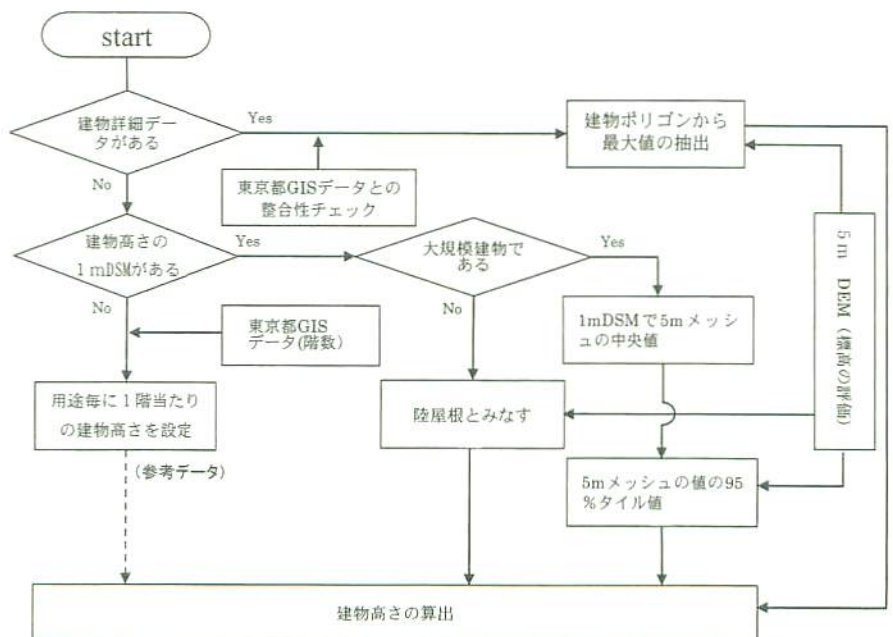 start
建物詳細デー
タがある
Yes
建物ポリゴンから
最大値の抽出
No
東京都GISデータとの
整合性チェック
建物高さの
1mDSMがある
Yes
大規模建物で
ある
Yes
5m DEM（標高の評価）
No
東京都GIS
データ(階数)
No
1mDSMで5mメッシ
ュの中央値
用途毎に1階当たり
の建物高さを設定
陸屋根とみなす
(参考データ)
5mメッシュの値の95
%タイル値
建物高さの算出